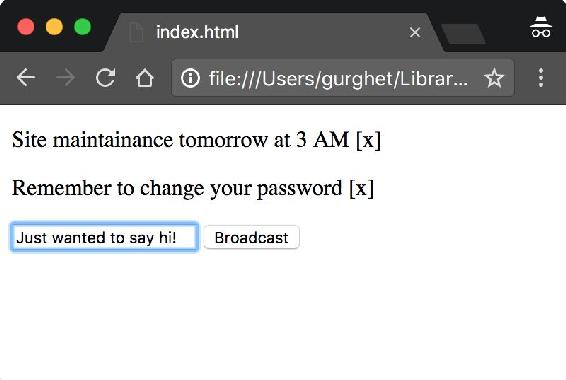 index.html
file:///Users/gurghet/Librar...
Site maintainance tomorrow at 3 AM [x]
Remember to change your password [x]
Just wanted to say hi! Broadcast